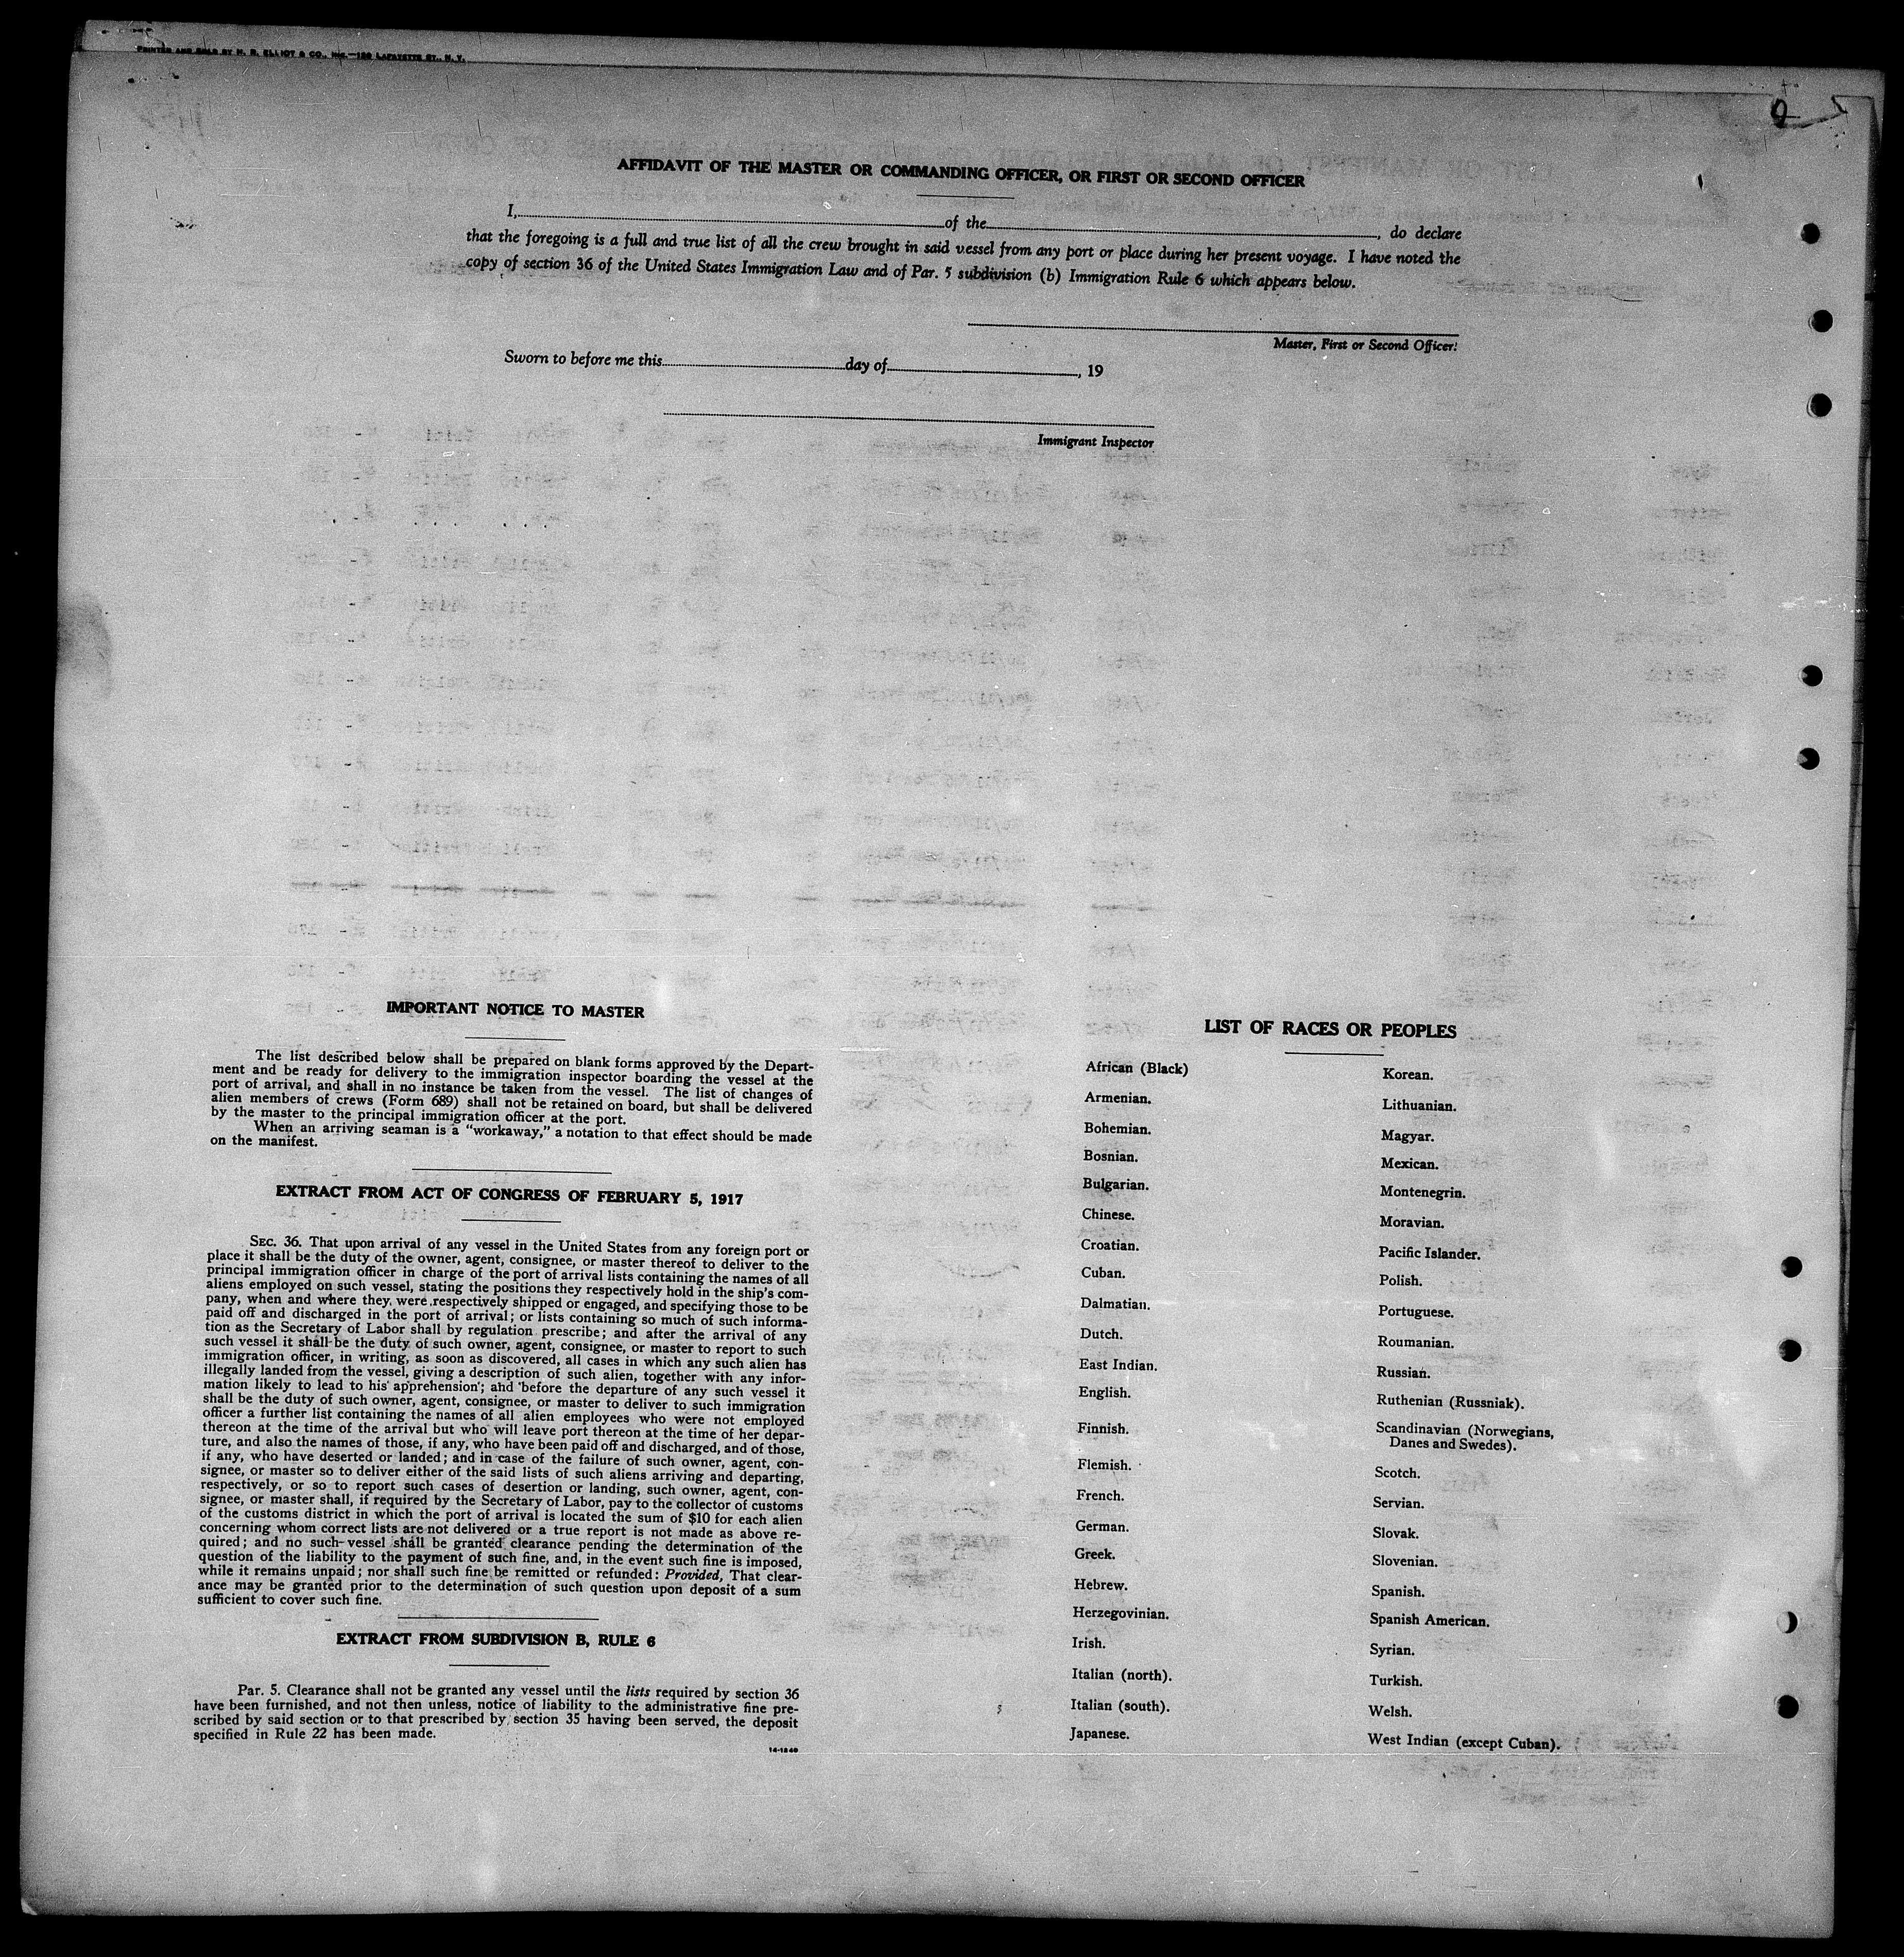 PRINTED AND SOLD BY H. B. ELLIOT & CO., INC.—120 LAFAYETTE ST., N. Y.
AFFIDAVIT OF THE MASTER OR COMMANDING OFFICER, OR FIRST OR SECOND OFFICER
I, of the , do declare
that the foregoing is a full and true list of all the crew brought in said vessel from any port or place during her present voyage. I have noted the
copy of section 36 of the United States Immigration Law and of Par. 5 subdivision (b) Immigration Rule 6 which appears below.
Master, First or Second Officer.
Sworn to before me this day of , 19
Immigrant Inspector
IMPORTANT NOTICE TO MASTER
The list described below shall be prepared on blank forms approved by the Depart-
ment and be ready for delivery to the immigration inspector boarding the vessel at the
port of arrival, and shall in no instance be taken from the vessel. The list of changes of
alien members of crews (Form 689) shall not be retained on board, but shall be delivered
by the master to the principal immigration officer at the port.
When an arriving seaman is a “workaway,” a notation to that effect should be made
on the manifest.
EXTRACT FROM ACT OF CONGRESS OF FEBRUARY 5, 1917
SEC. 36. That upon arrival of any vessel in the United States from any foreign port or
place it shall be the duty of the owner, agent, consignee, or master thereof to deliver to the
principal immigration officer in charge of the port of arrival lists containing the names of all
aliens employed on such vessel, stating the positions they respectively hold in the ship's com-
pany, when and where they were respectively shipped or engaged, and specifying those to be
paid off and discharged in the port of arrival; or lists containing so much of such informa-
tion as the Secretary of Labor shall by regulation prescribe; and after the arrival of any
such vessel it shall be the duty of such owner, agent, consignee, or master to report to such
immigration officer, in writing, as soon as discovered, all cases in which any such alien has
illegally landed from the vessel, giving a description of such alien, together with any infor-
mation likely to lead to his apprehension; and before the departure of any such vessel it
shall be the duty of such owner, agent, consignee, or master to deliver to such immigration
officer a further list containing the names of all alien employees who were not employed
thereon at the time of the arrival but who will leave port thereon at the time of her depar-
ture, and also the names of those, if any, who have been paid off and discharged, and of those,
if any, who have deserted or landed; and in case of the failure of such owner, agent, con-
signee, or master so to deliver either of the said lists of such aliens arriving and departing,
respectively, or so to report such cases of desertion or landing, such owner, agent, con-
signee, or master shall, if required by the Secretary of Labor, pay to the collector of customs
of the customs district in which the port of arrival is located the sum of $10 for each alien
concerning whom correct lists are not delivered or a true report is not made as above re-
quired; and no such vessel shall be granted clearance pending the determination of the
question of the liability to the payment of such fine, and, in the event such fine is imposed,
while it remains unpaid; nor shall such fine be remitted or refunded: Provided, That clear-
ance may be granted prior to the determination of such question upon deposit of a sum
sufficient to cover such fine.
EXTRACT FROM SUBDIVISION B, RULE 6
Par. 5. Clearance shall not be granted any vessel until the lists required by section 36
have been furnished, and not then unless, notice of liability to the administrative fine pre-
scribed by said section or to that prescribed by section 35 having been served, the deposit
specified in Rule 22 has been made.
14-1240
LIST OF RACES OR PEOPLES
African (Black)
Armenian.
Bohemian.
Bosnian.
Bulgarian.
Chinese.
Croatian.
Cuban.
Dalmatian.
Dutch.
East Indian.
English.
Finnish.
Flemish.
French.
German.
Greek.
Hebrew.
Herzegovinian.
Irish.
Italian (north).
Italian (south).
Japanese.
Korean.
Lithuanian.
Magyar.
Mexican.
Montenegrin.
Moravian.
Pacific Islander.
Polish.
Portuguese.
Roumanian.
Russian.
Ruthenian (Russniak).
Scandinavian (Norwegians,
Danes and Swedes).
Scotch.
Servian.
Slovak.
Slovenian.
Spanish.
Spanish American.
Syrian.
Turkish.
Welsh.
West Indian (except Cuban).